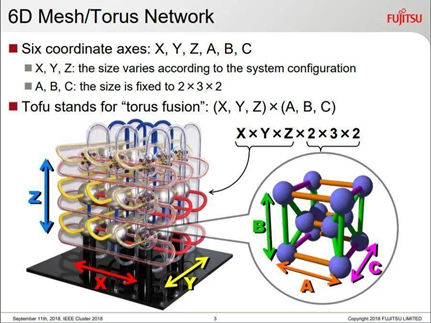 6D Mesh/Torus Network
FUJITSU
Six coordinate axes: X, Y, Z, A, B, C
X, Y, Z: the size varies according to the system configuration
A, B, C: the size is fixed to 2×3×2
Tofu stands for “torus fusion”: (X, Y, Z)×(A, B, C)
X×Y×Z×2×3×2
Z
X
Y
B
A
C
September 11th, 2018, IEEE Cluster 2018
3
Copyright 2018 FUJITSU LIMITED